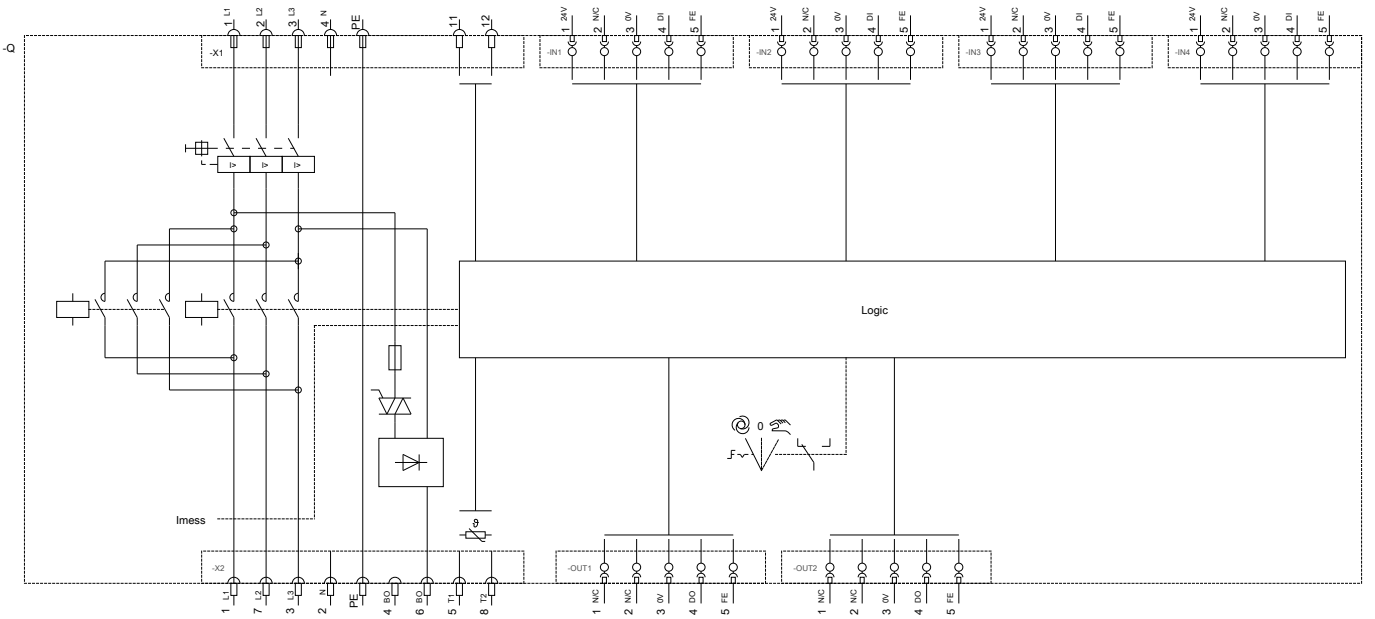 -Q
-X1
1 L1
2 L2
3 L3
4 N
PE
11
12
-IN1
1 24V
2 N/C
3 0V
4 DI
5 FE
-IN2
1 24V
2 N/C
3 0V
4 DI
5 FE
-IN3
1 24V
2 N/C
3 0V
4 DI
5 FE
-IN4
1 24V
2 N/C
3 0V
4 DI
5 FE
I>
I>
I>
Logic
0
Imess
ϑ
-X2
1 L1
7 L2
3 L3
2 N
PE
4 BO
6 BO
5 T1
8 T2
-OUT1
1 N/C
2 N/C
3 0V
4 DO
5 FE
-OUT2
1 N/C
2 N/C
3 0V
4 DO
5 FE